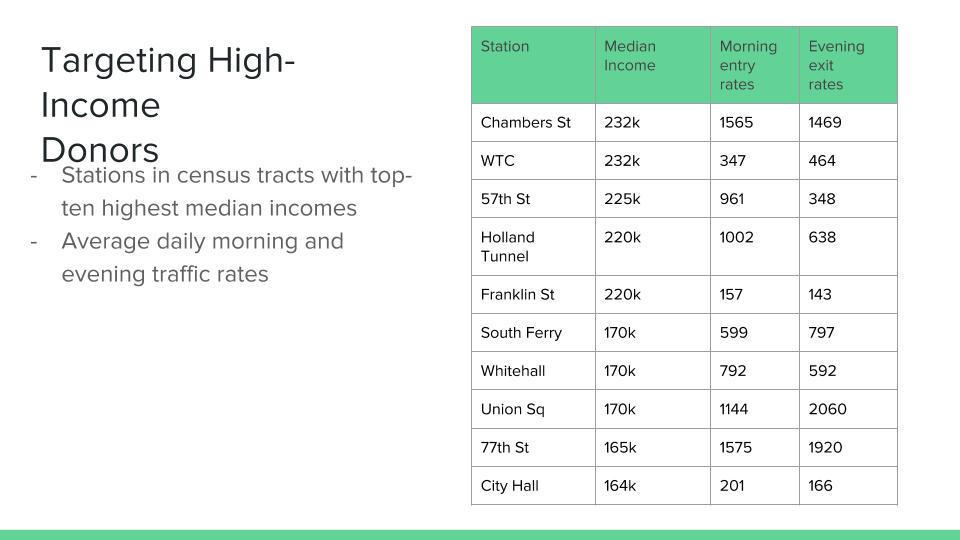 Targeting High-
Income
Donors
- Stations in census tracts with top-
ten highest median incomes
- Average daily morning and
evening traffic rates
Station Median Income Morning entry rates Evening exit rates
Chambers St 232k 1565 1469
WTC 232k 347 464
57th St 225k 961 348
Holland Tunnel 220k 1002 638
Franklin St 220k 157 143
South Ferry 170k 599 797
Whitehall 170k 792 592
Union Sq 170k 1144 2060
77th St 165k 1575 1920
City Hall 164k 201 166